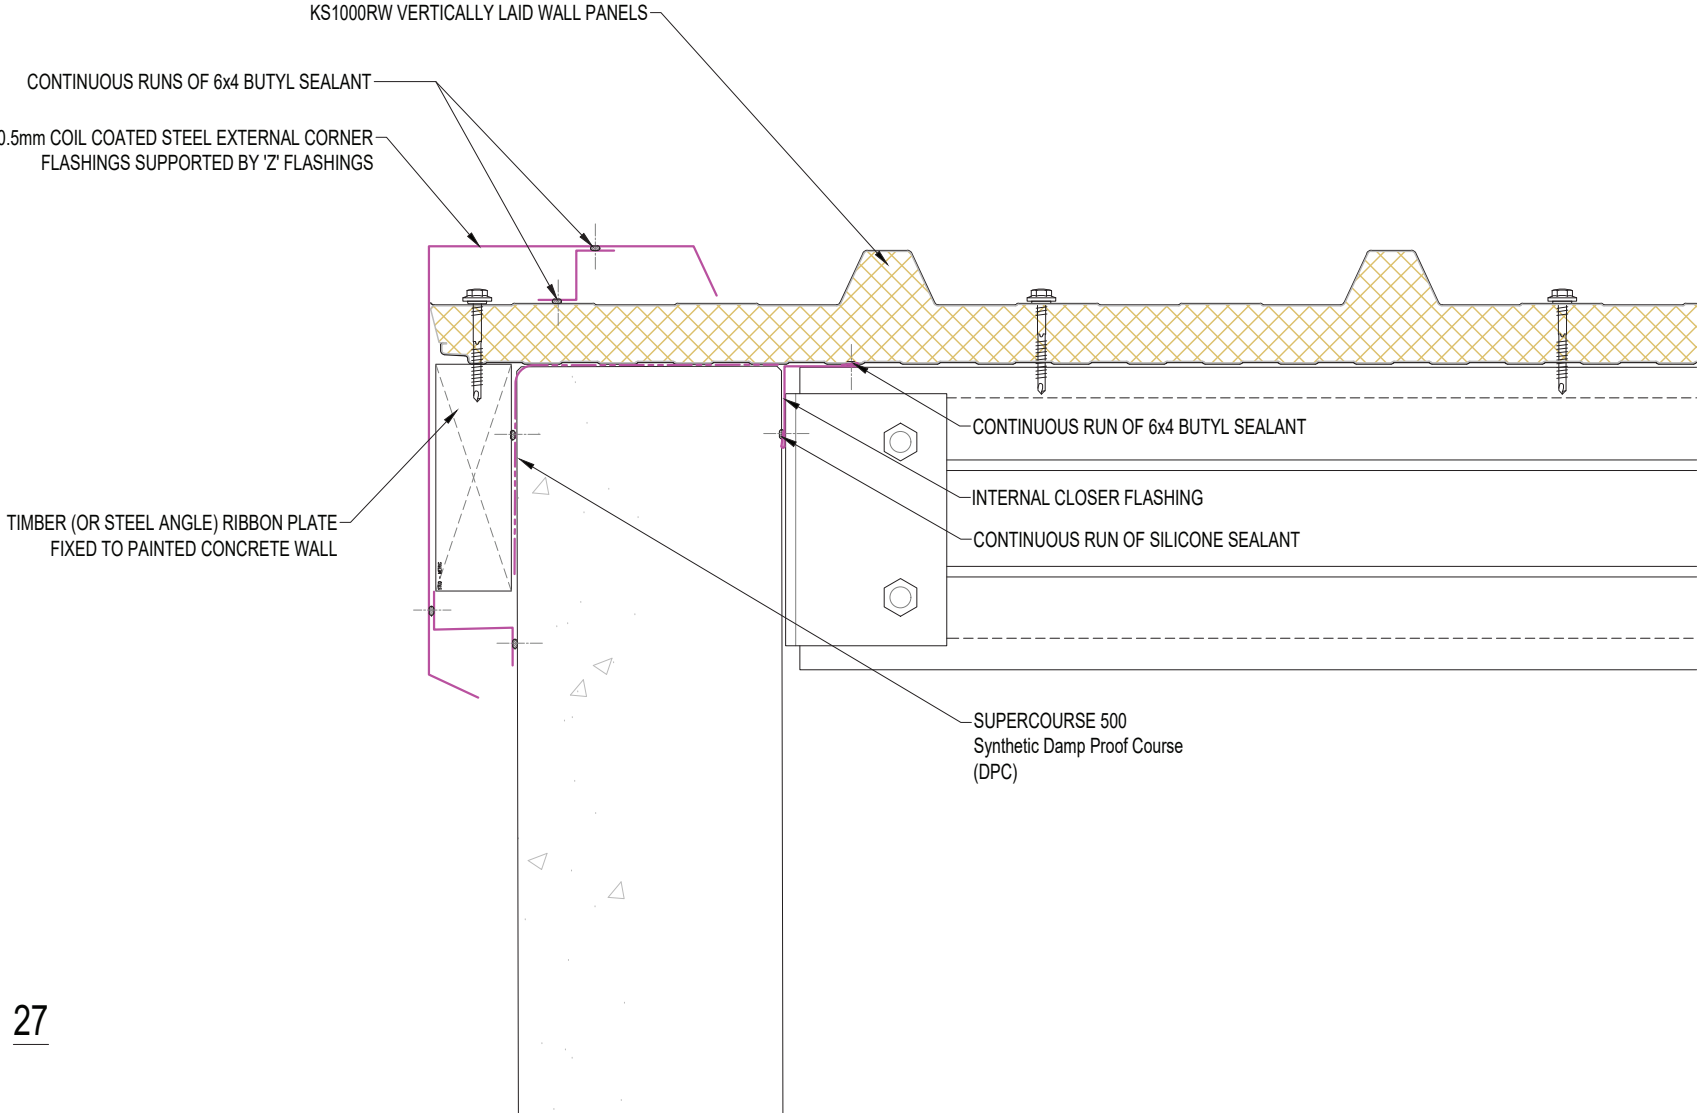 KS1000RW VERTICALLY LAID WALL PANELS
CONTINUOUS RUNS OF 6x4 BUTYL SEALANT
0.5mm COIL COATED STEEL EXTERNAL CORNER
FLASHINGS SUPPORTED BY 'Z' FLASHINGS
CONTINUOUS RUN OF 6x4 BUTYL SEALANT
INTERNAL CLOSER FLASHING
CONTINUOUS RUN OF SILICONE SEALANT
TIMBER (OR STEEL ANGLE) RIBBON PLATE
FIXED TO PAINTED CONCRETE WALL
SUPERCOURSE 500
Synthetic Damp Proof Course
(DPC)
27